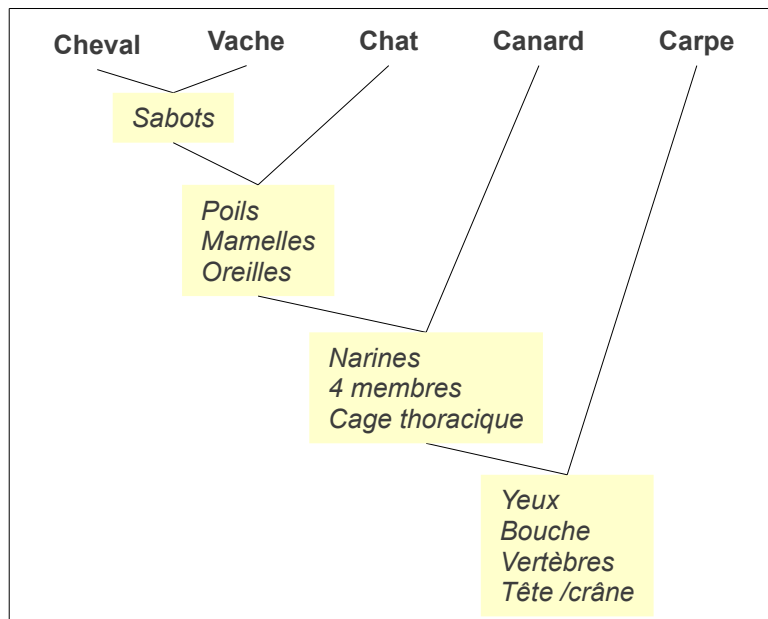 Cheval Vache Chat Canard Carpe
Sabots
Poils
Mamelles
Oreilles
Narines
4 membres
Cage thoracique
Yeux
Bouche
Vertèbres
Tête /crâne